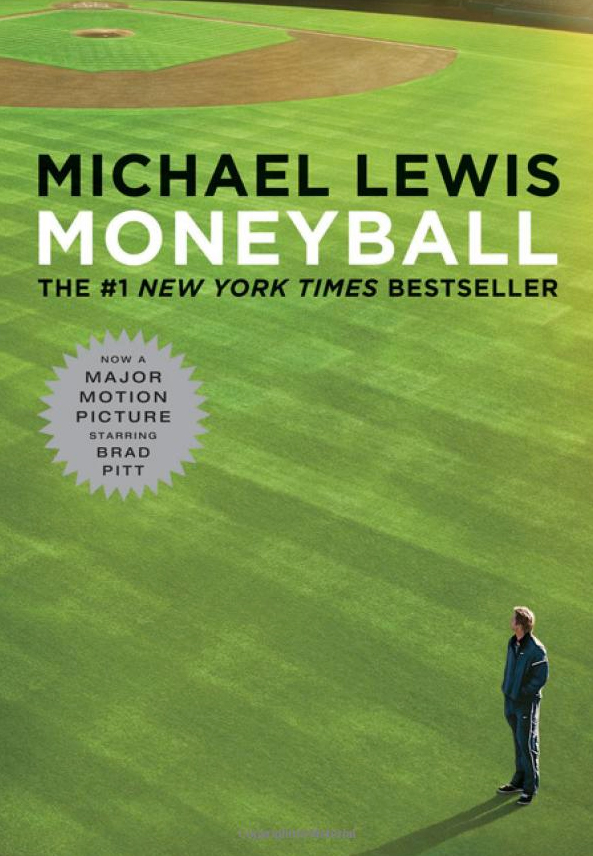 MICHAEL LEWIS
MONEYBALL
THE #1 NEW YORK TIMES BESTSELLER
NOW A
MAJOR
MOTION
PICTURE
STARRING
BRAD
PITT